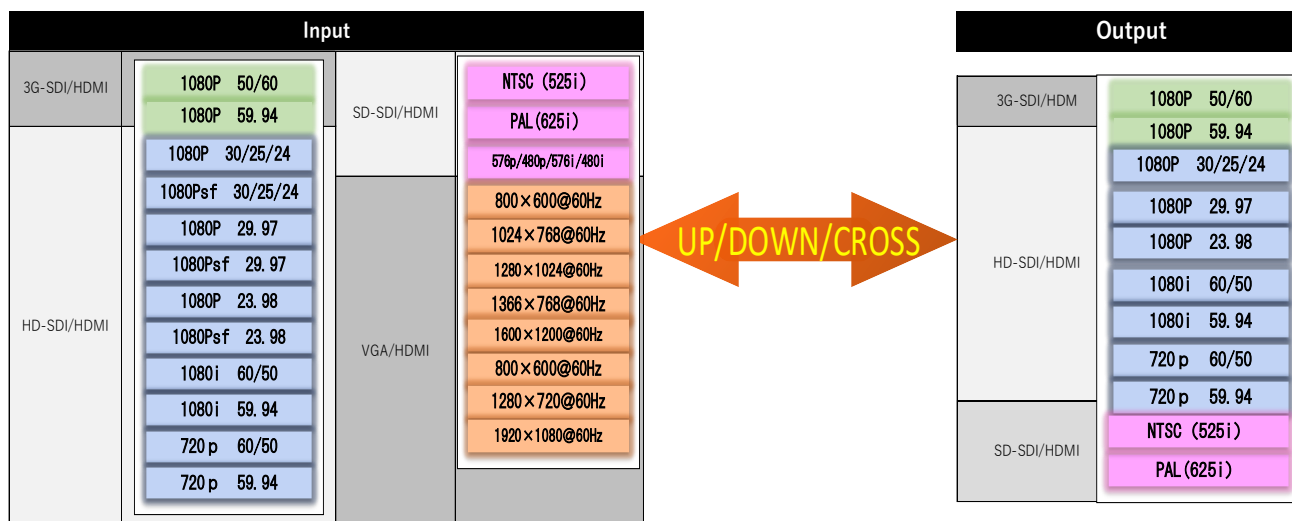 Input
3G-SDI/HDMI
1080P 50/60
1080P 59.94
HD-SDI/HDMI
1080P 30/25/24
1080Psf 30/25/24
1080P 29.97
1080Psf 29.97
1080P 23.98
1080Psf 23.98
1080i 60/50
1080i 59.94
720p 60/50
720p 59.94
SD-SDI/HDMI
NTSC (525i)
PAL(625i)
576p/480p/576i/480i
VGA/HDMI
800×600@60Hz
1024×768@60Hz
1280×1024@60Hz
1366×768@60Hz
1600×1200@60Hz
800×600@60Hz
1280×720@60Hz
1920×1080@60Hz
UP/DOWN/CROSS
Output
3G-SDI/HDM
1080P 50/60
1080P 59.94
HD-SDI/HDMI
1080P 30/25/24
1080P 29.97
1080P 23.98
1080i 60/50
1080i 59.94
720p 60/50
720p 59.94
SD-SDI/HDMI
NTSC (525i)
PAL(625i)